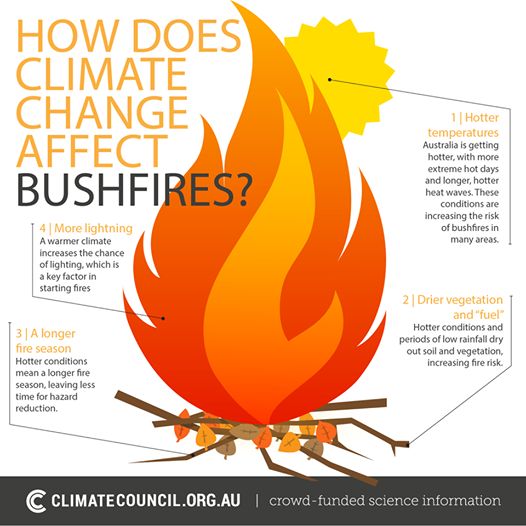 HOW DOES
CLIMATE
CHANGE
AFFECT
BUSHFIRES?
1 | Hotter
temperatures
Australia is getting
hotter, with more
extreme hot days
and longer, hotter
heat waves. These
conditions are
increasing the risk
of bushfires in
many areas.
2 | Drier vegetation
and “fuel”
Hotter conditions and
periods of low rainfall dry
out soil and vegetation,
increasing fire risk.
3 | A longer
fire season
Hotter conditions
mean a longer fire
season, leaving less
time for hazard
reduction.
4 | More lightning
A warmer climate
increases the chance
of lighting, which is
a key factor in
starting fires
CLIMATECOUNCIL.ORG.AU | crowd-funded science information